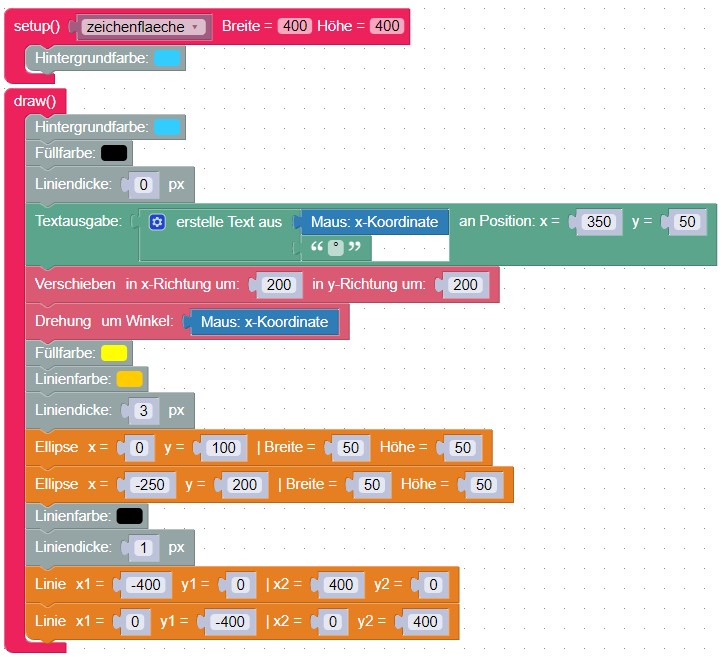 setup() zeichenflaeche Breite = 400 Höhe = 400
Hintergrundfarbe:
draw()
Hintergrundfarbe:
Füllfarbe:
Liniendicke: 0 px
Textausgabe: erstelle Text aus Maus: x-Koordinate an Position: x = 350 y = 50
“ ° ”
Verschieben in x-Richtung um: 200 in y-Richtung um: 200
Drehung um Winkel: Maus: x-Koordinate
Füllfarbe:
Linienfarbe:
Liniendicke: 3 px
Ellipse x = 0 y = 100 | Breite = 50 Höhe = 50
Ellipse x = -250 y = 200 | Breite = 50 Höhe = 50
Linienfarbe:
Liniendicke: 1 px
Linie x1 = -400 y1 = 0 | x2 = 400 y2 = 0
Linie x1 = 0 y1 = -400 | x2 = 0 y2 = 400